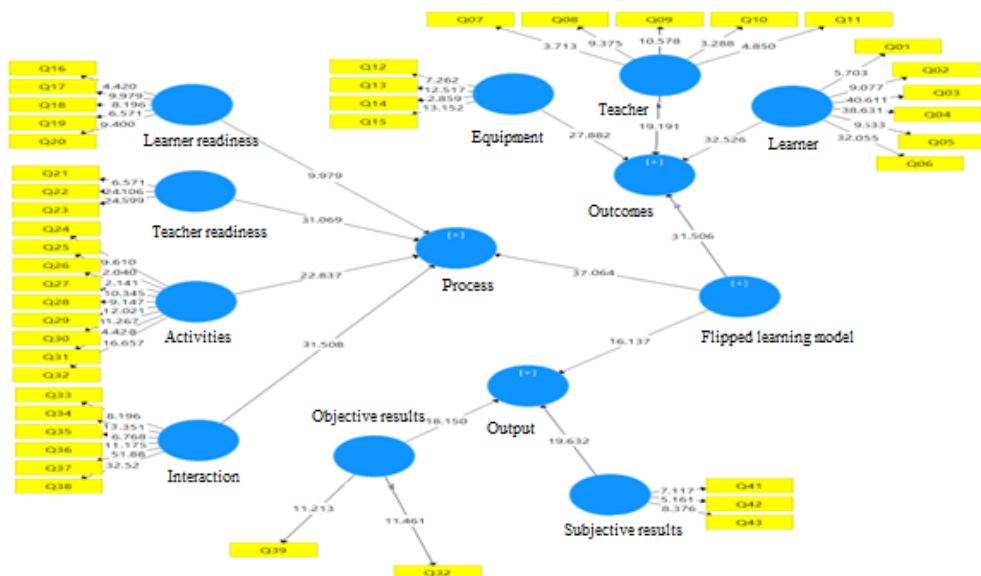 Q07
Q08
Q09
Q10
Q11
3.713
9.375
10.578
3.288
4.850
Teacher
19.191
Q01
Q02
Q03
Q04
Q05
Q06
5.703
9.077
40.611
38.631
9.533
32.055
Learner
32.526
Q12
Q13
Q14
Q15
7.262
12.517
2.859
13.152
Equipment
27.882
[+]
Outcomes
31.506
Q16
Q17
Q18
Q19
Q20
4.420
9.979
8.196
6.571
9.400
Learner readiness
9.979
Q21
Q22
Q23
6.571
24.106
24.599
Teacher readiness
31.069
[+]
Process
37.064
[+]
Flipped learning model
Q24
Q25
Q26
Q27
Q28
Q29
Q30
Q31
Q32
9.610
2.040
2.141
10.345
9.147
12.021
11.267
4.428
16.657
Activities
22.837
16.137
Q33
Q34
Q35
Q36
Q37
Q38
8.196
13.351
6.768
11.175
51.88
32.52
Interaction
31.508
[+]
Output
Objective results
18.150
11.213
11.461
Q39
Q32
19.632
Subjective results
7.117
5.161
8.376
Q41
Q42
Q43